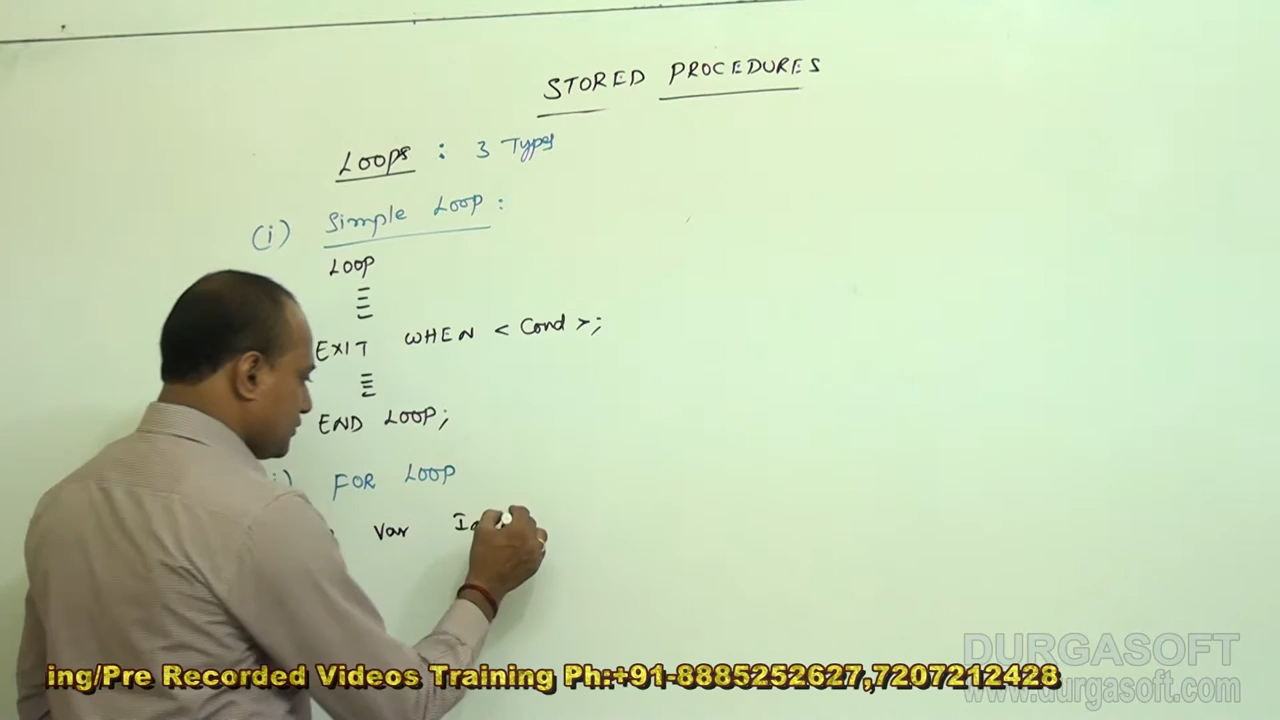 STORED PROCEDURES
LOOPS : 3 Types
(i) Simple LOOP :
LOOP
EXIT WHEN < Cond > ;
END LOOP;
FOR LOOP
Var
ing/Pre Recorded Videos Training Ph:+91-8885252627,7207212428
DURGASOFT
www.durgasoft.com